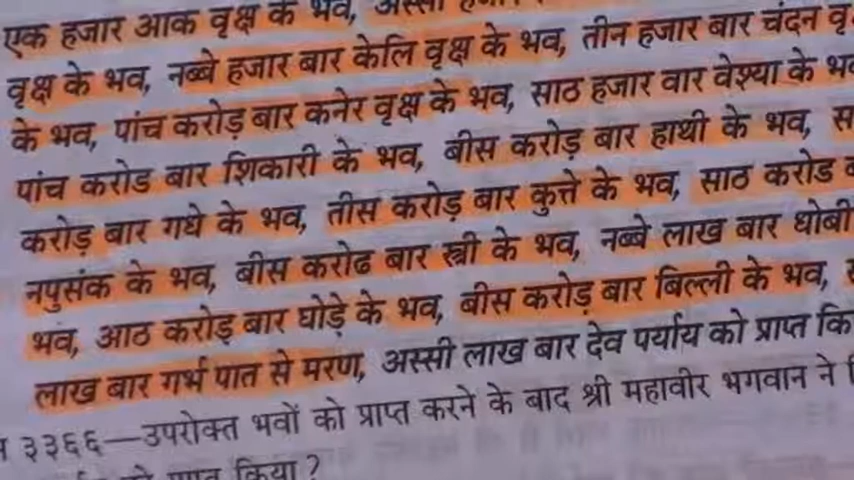 एक हजार आक वृक्ष के भव, अस्सी
वृक्ष के भव, नब्बे हजार बार केलि वृक्ष के भव, तीन हजार बार चंदन
के भव, पांच करोड़ बार कनेर वृक्ष के भव, साठ हजार वार वेश्या के भव
पांच करोड बार शिकारी के भव, बीस करोड़ बार हाथी के भव,
करोड़ बार गधे के भव, तीस करोड़ बार कुत्ते के भव, साठ करोड
नपुसंक के भव, बीस करोढ बार स्त्री के भव, नब्बे लाख बार धोबी
भव, आठ करोड़ बार घोड़े के भव, बीस करोड़ बार बिल्ली के भव,
लाख बार गर्भ पात से मरण, अस्सी लाख बार देव पर्याय को प्राप्त
३३६६—उपरोक्त भवों को प्राप्त करने के बाद श्री महावीर भगवान ने
प्राप्त किया ?